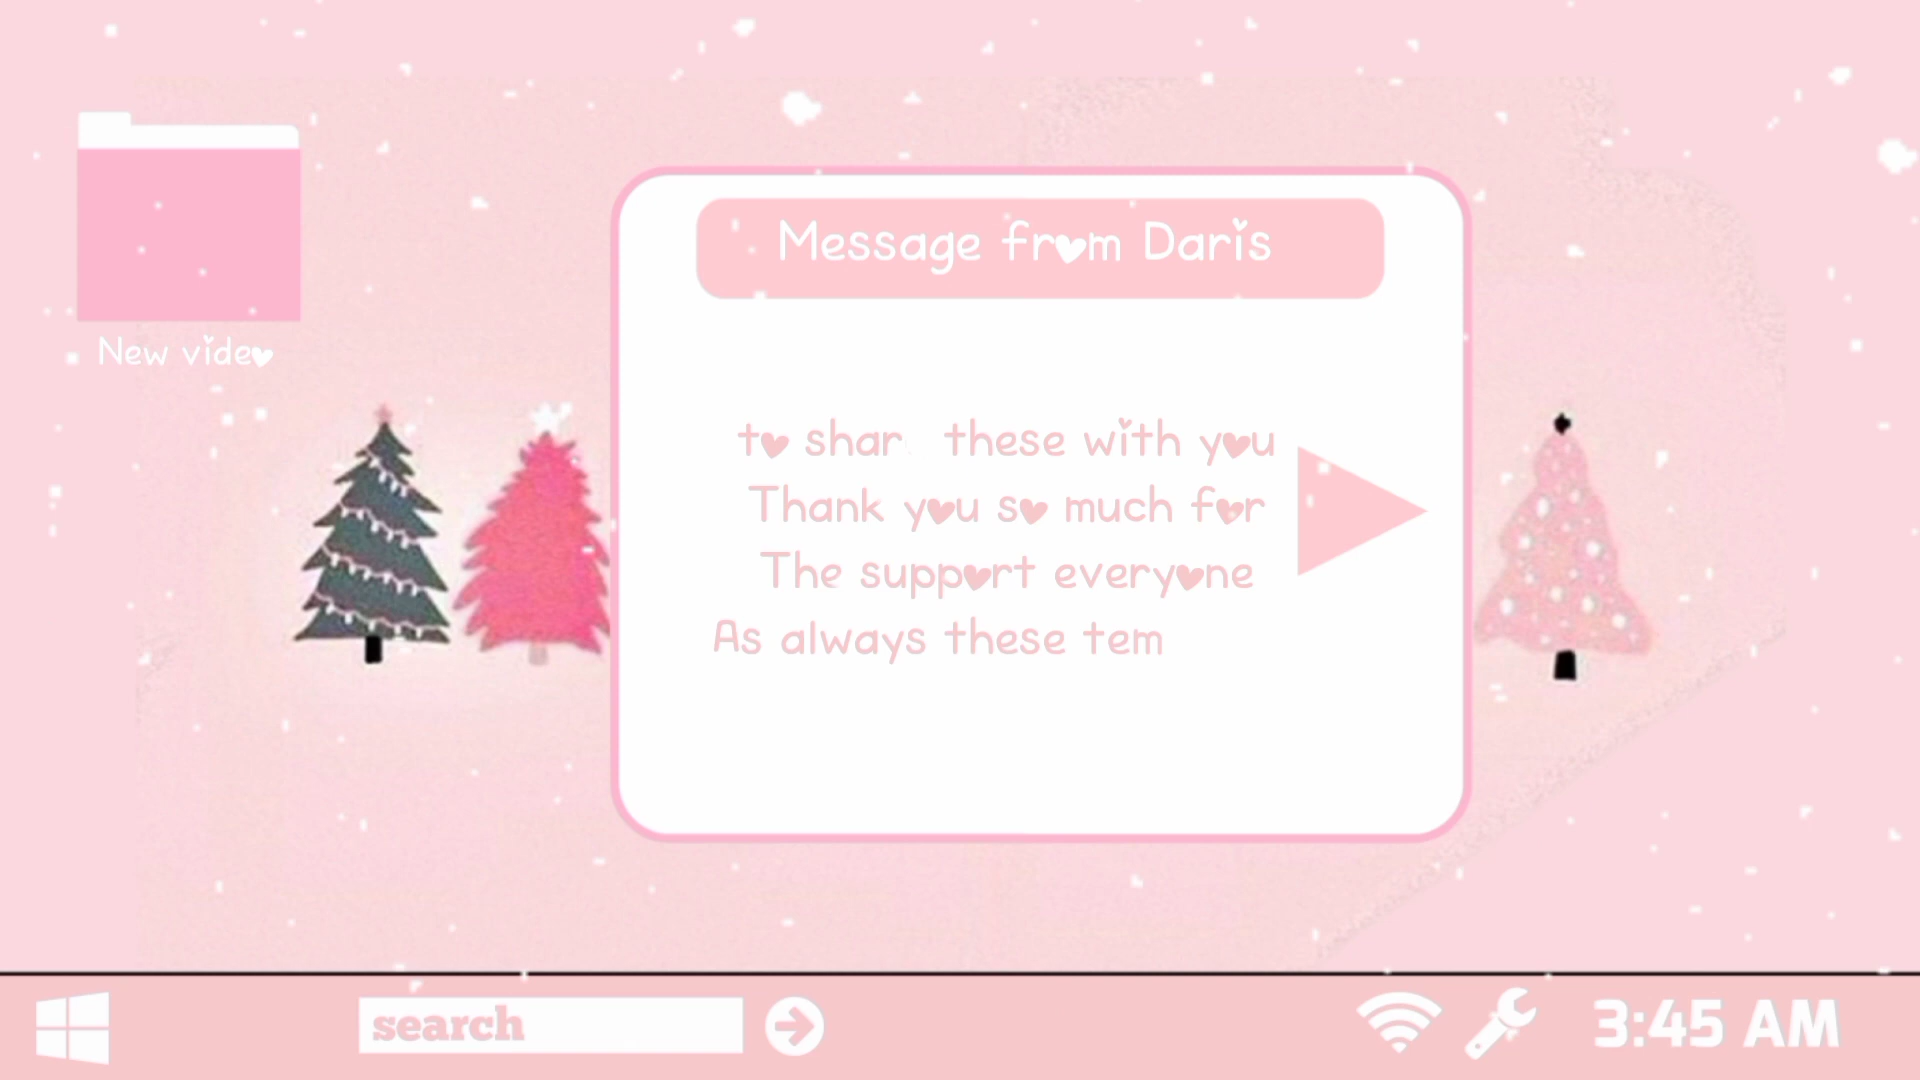 Message from Daris
New video
to shar these with you
Thank you so much for
The support everyone
As always these tem
search
3:45 AM